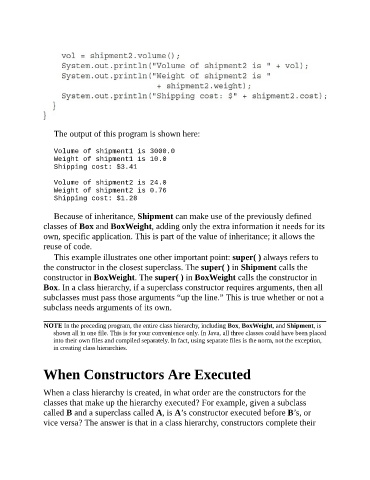 vol = shipment2.volume();
System.out.println("Volume of shipment2 is " + vol);
System.out.println("Weight of shipment2 is "
+ shipment2.weight);
System.out.println("Shipping cost: $" + shipment2.cost);
}
}
The output of this program is shown here:
Volume of shipment1 is 3000.0
Weight of shipment1 is 10.0
Shipping cost: $3.41
Volume of shipment2 is 24.0
Weight of shipment2 is 0.76
Shipping cost: $1.28
Because of inheritance, Shipment can make use of the previously defined
classes of Box and BoxWeight, adding only the extra information it needs for its
own, specific application. This is part of the value of inheritance; it allows the
reuse of code.
This example illustrates one other important point: super( ) always refers to
the constructor in the closest superclass. The super( ) in Shipment calls the
constructor in BoxWeight. The super( ) in BoxWeight calls the constructor in
Box. In a class hierarchy, if a superclass constructor requires arguments, then all
subclasses must pass those arguments “up the line.” This is true whether or not a
subclass needs arguments of its own.
NOTE In the preceding program, the entire class hierarchy, including Box, BoxWeight, and Shipment, is
shown all in one file. This is for your convenience only. In Java, all three classes could have been placed
into their own files and compiled separately. In fact, using separate files is the norm, not the exception,
in creating class hierarchies.
When Constructors Are Executed
When a class hierarchy is created, in what order are the constructors for the
classes that make up the hierarchy executed? For example, given a subclass
called B and a superclass called A, is A’s constructor executed before B’s, or
vice versa? The answer is that in a class hierarchy, constructors complete their